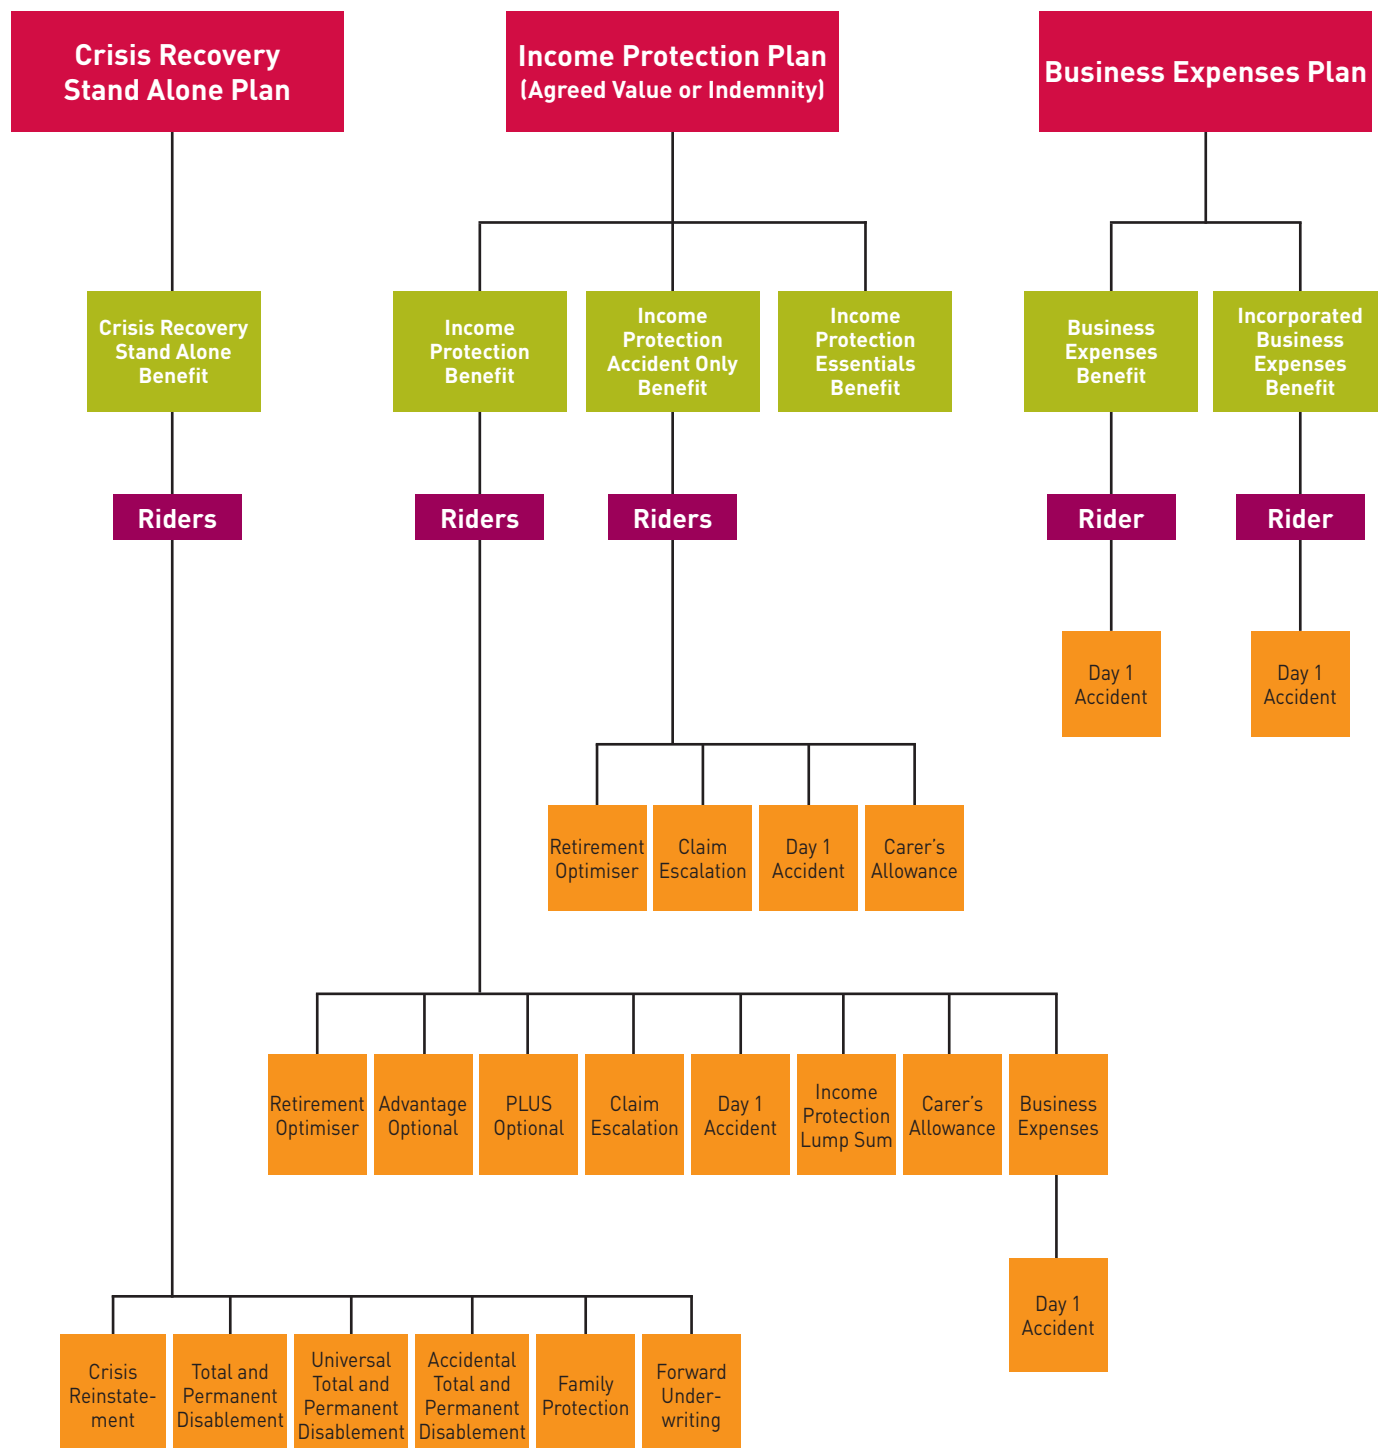 Crisis Recovery
Stand Alone Plan
Income Protection Plan
(Agreed Value or Indemnity)
Business Expenses Plan
Crisis Recovery
Stand Alone
Benefit
Income
Protection
Benefit
Income
Protection
Accident Only
Benefit
Income
Protection
Essentials
Benefit
Business
Expenses
Benefit
Incorporated
Business
Expenses
Benefit
Riders
Riders
Riders
Rider
Rider
Day 1
Accident
Day 1
Accident
Retirement
Optimiser
Claim
Escalation
Day 1
Accident
Carer’s
Allowance
Retirement
Optimiser
Advantage
Optional
PLUS
Optional
Claim
Escalation
Day 1
Accident
Income
Protection
Lump Sum
Carer’s
Allowance
Business
Expenses
Day 1
Accident
Crisis
Reinstate-
ment
Total and
Permanent
Disablement
Universal
Total and
Permanent
Disablement
Accidental
Total and
Permanent
Disablement
Family
Protection
Forward
Under-
writing